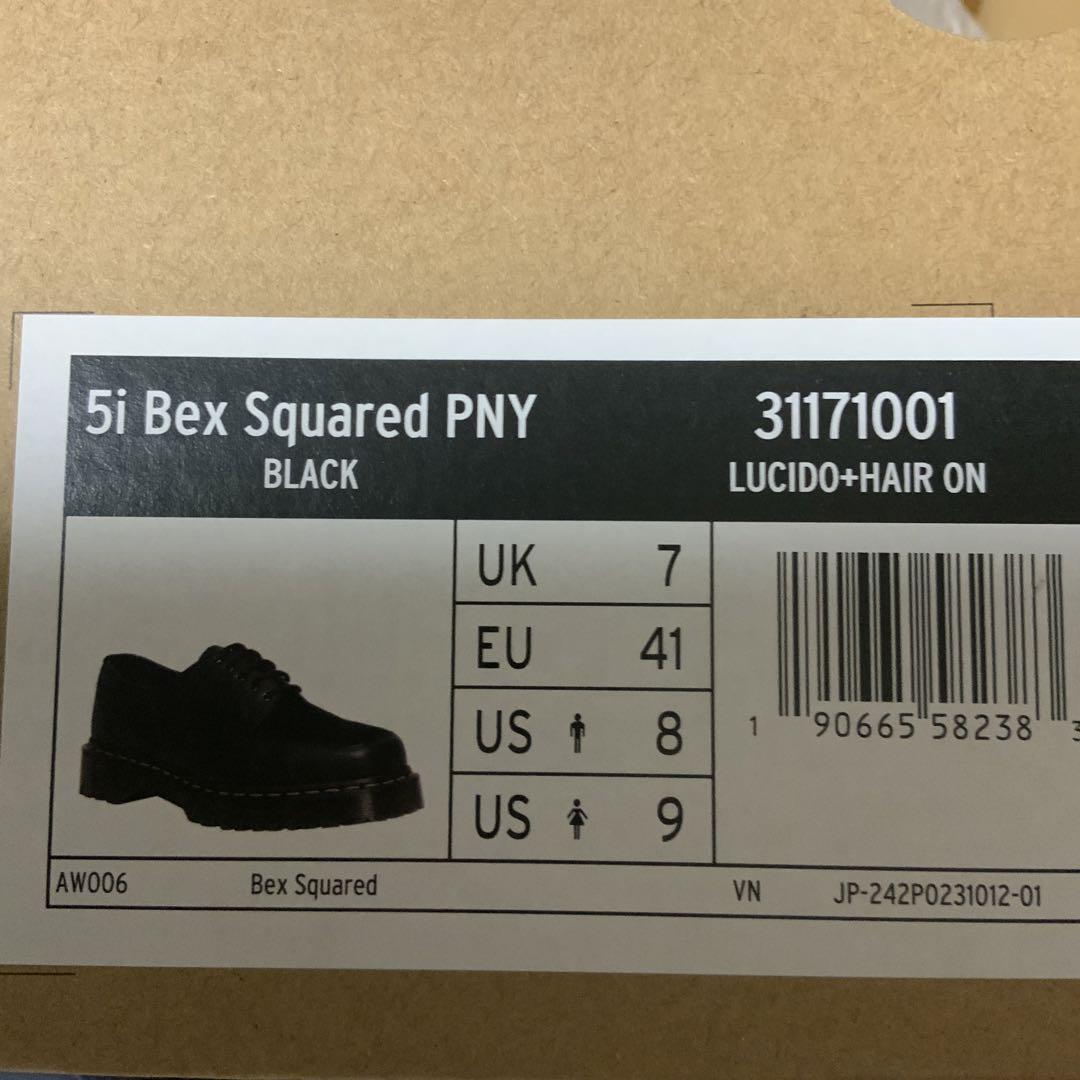 5i Bex Squared PNY 31171001
BLACK LUCIDO+HAIR ON
UK 7
EU 41
US 8
US 9
1 90665 58238 3
AW006 Bex Squared VN JP-242P0231012-01